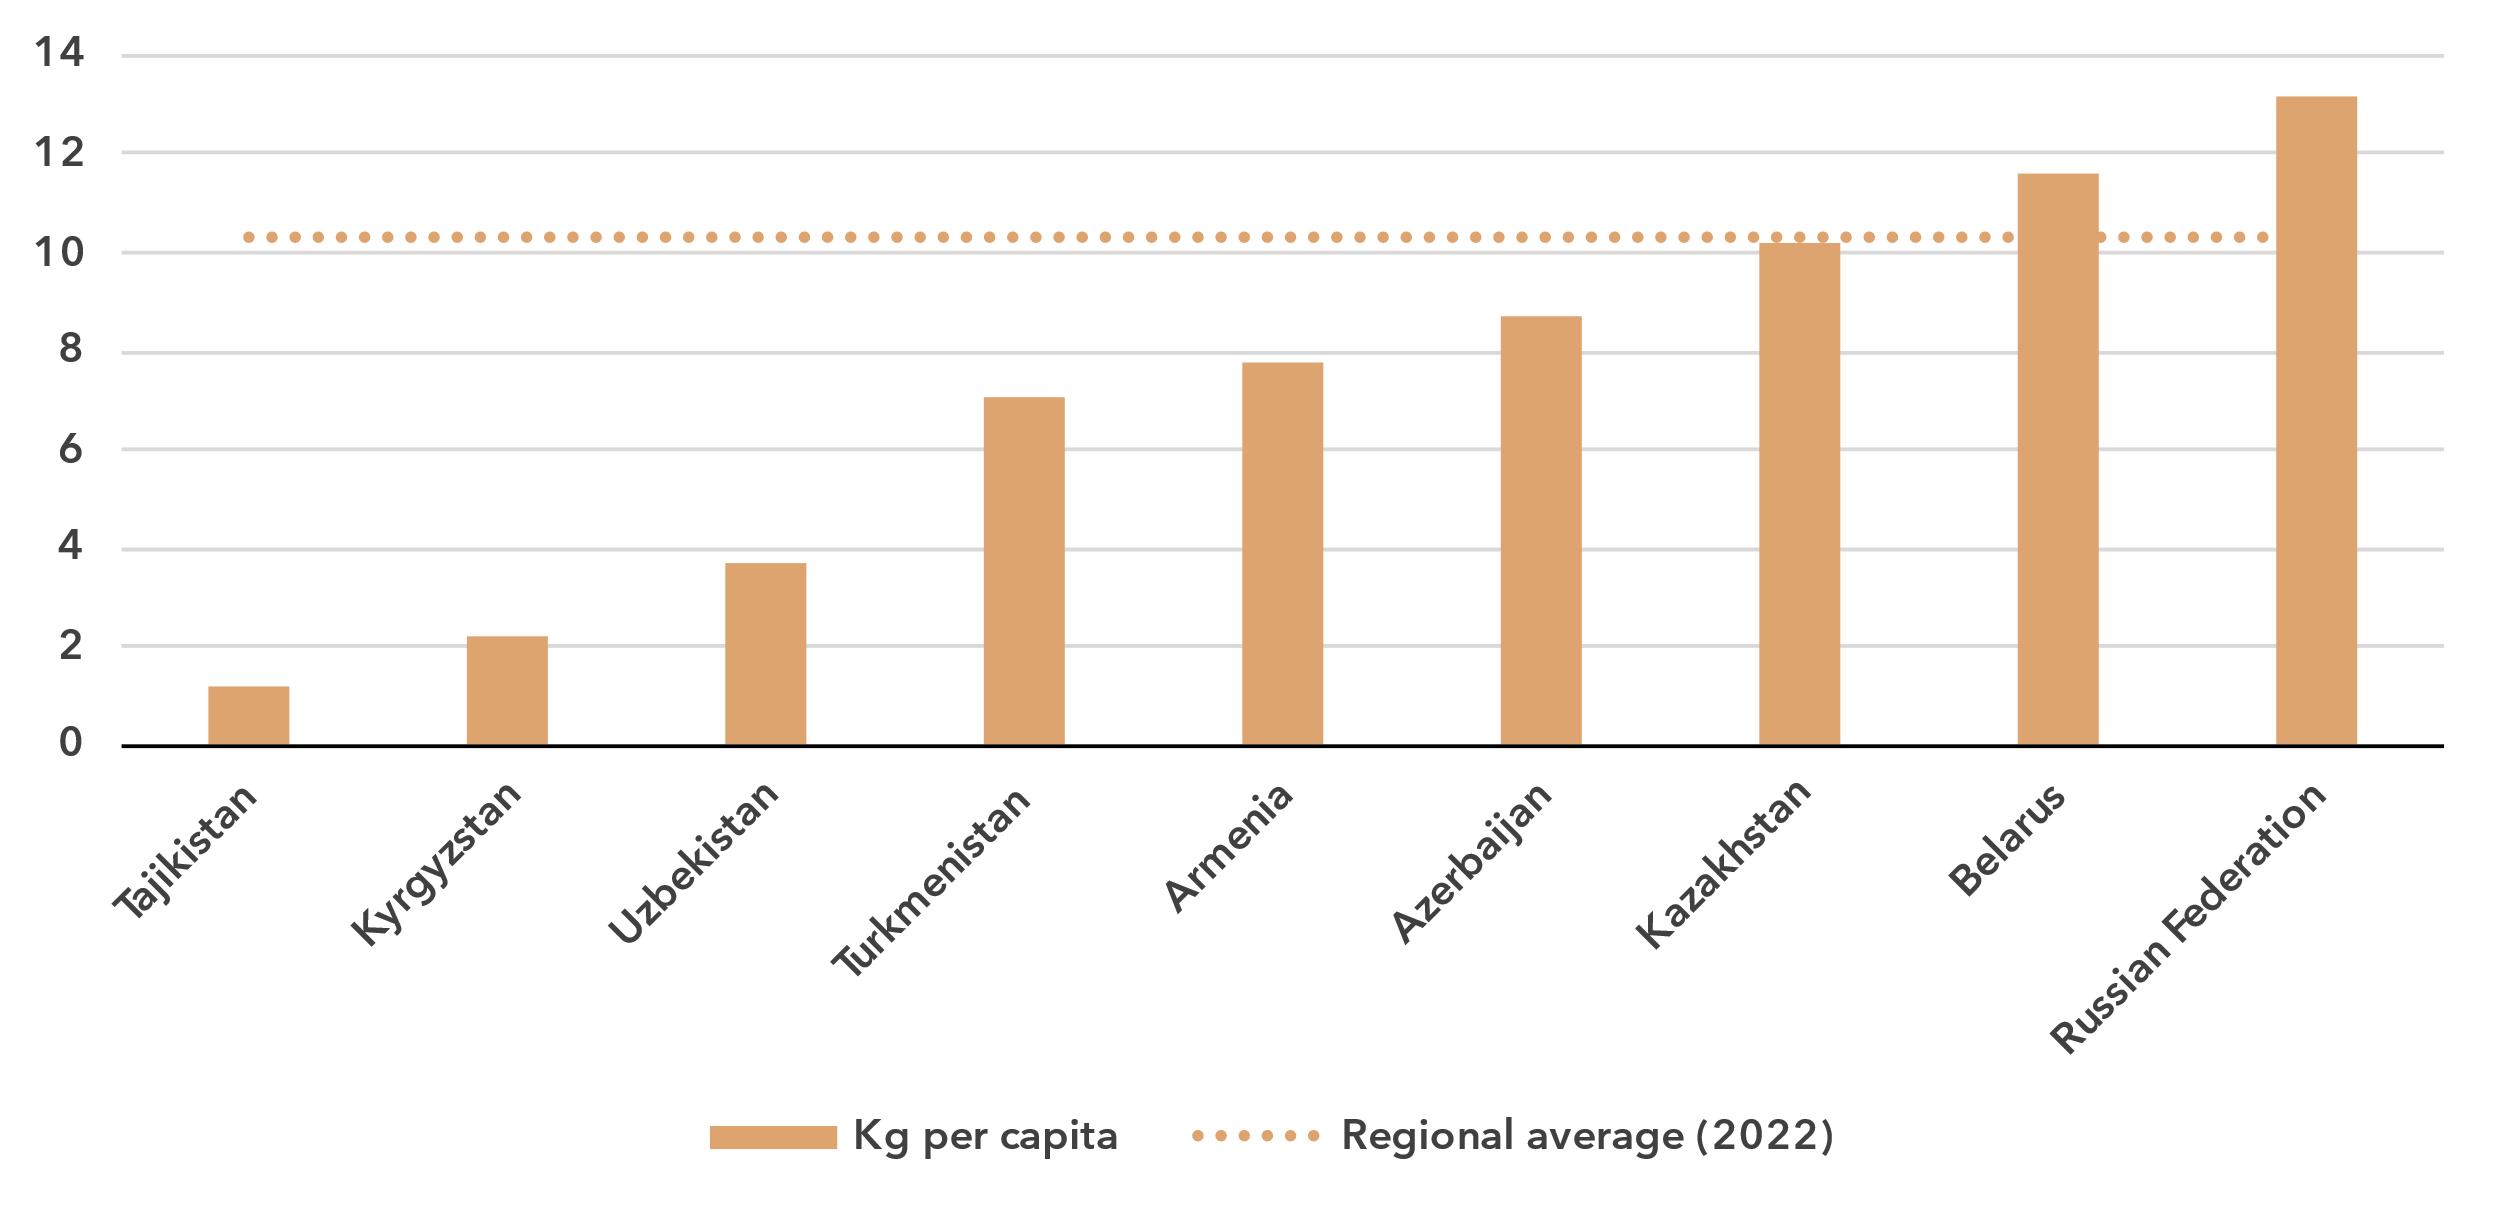 14
12
10
8
6
4
2
0
Tajikistan
Kyrgyzstan
Uzbekistan
Turkmenistan
Armenia
Azerbaijan
Kazakhstan
Belarus
Russian Federation
Kg per capita
Regional average (2022)